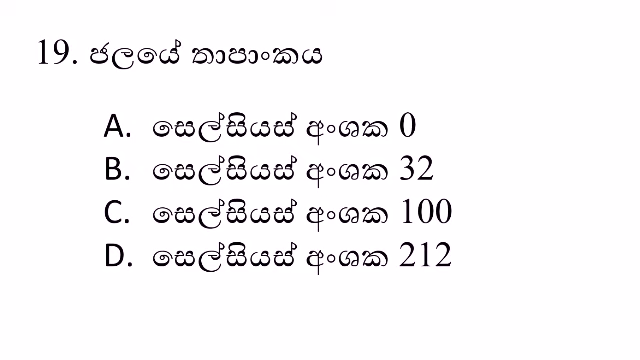 19. ජලයේ තාපාංකය
A. සෙල්සියස් අංශක 0
B. සෙල්සියස් අංශක 32
C. සෙල්සියස් අංශක 100
D. සෙල්සියස් අංශක 212